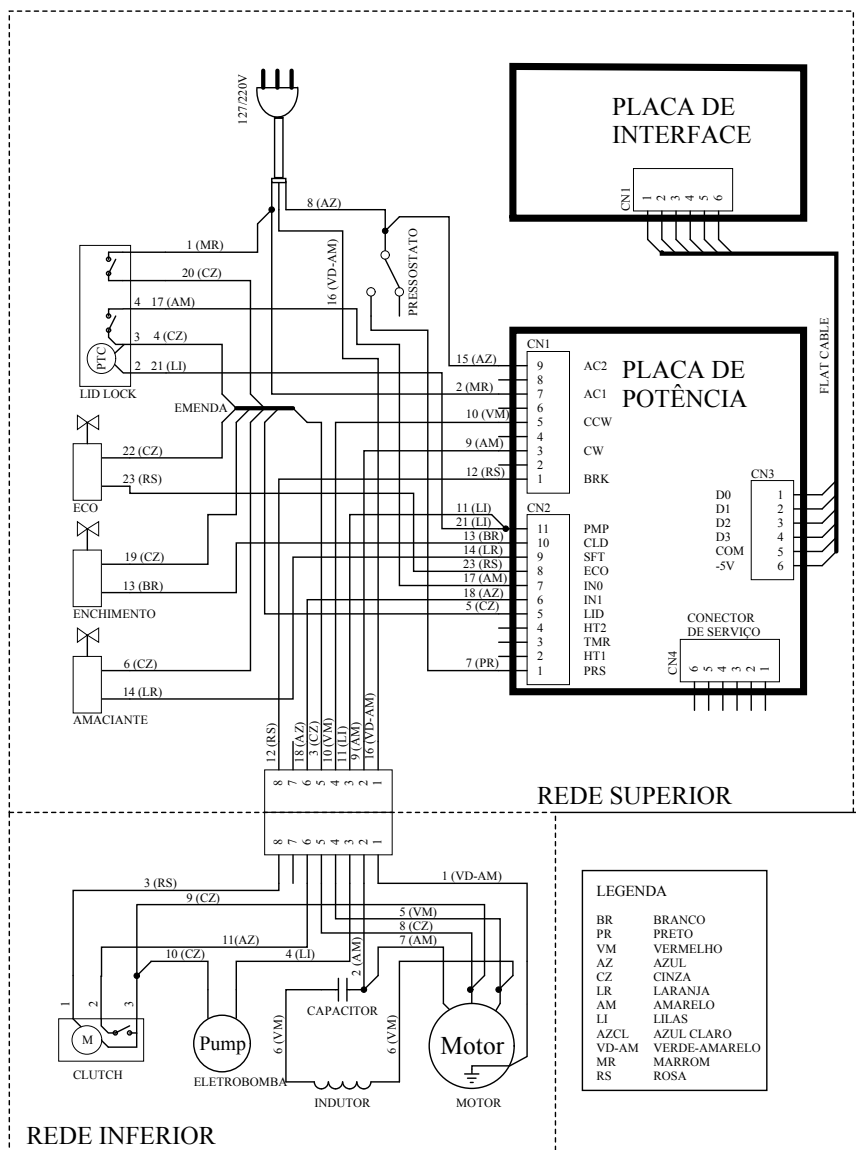 127/220V
PLACA DE
INTERFACE
CN1
1 2 3 4 5 6
8 (AZ)
1 (MR)
20 (CZ)
16 (VD-AM)
PRESSOSTATO
4 17 (AM)
3 4 (CZ)
PTC
2 21 (LI)
LID LOCK
EMENDA
22 (CZ)
23 (RS)
ECO
19 (CZ)
13 (BR)
ENCHIMENTO
6 (CZ)
14 (LR)
AMACIANTE
FLAT CABLE
PLACA DE
POTÊNCIA
CN1
15 (AZ) 9 AC2
8
2 (MR) 7 AC1
6
10 (VM) 5 CCW
4
9 (AM) 3 CW
2
12 (RS) 1 BRK
CN2
11 (LI)
21 (LI) 11 PMP
13 (BR) 10 CLD
14 (LR) 9 SFT
23 (RS) 8 ECO
17 (AM) 7 IN0
18 (AZ) 6 IN1
5 (CZ) 5 LID
4 HT2
3 TMR
2 HT1
7 (PR) 1 PRS
CN3
D0 1
D1 2
D2 3
D3 4
COM 5
-5V 6
CONECTOR
DE SERVIÇO
CN4
6 5 4 3 2 1
12 (RS)
18 (AZ)
3 (CZ)
10 (VM)
11 (LI)
9 (AM)
16 (VD-AM)
8 7 6 5 4 3 2 1
REDE SUPERIOR
8 7 6 5 4 3 2 1
3 (RS)
1 (VD-AM)
9 (CZ)
5 (VM)
8 (CZ)
11(AZ)
7 (AM)
10 (CZ)
4 (LI)
2 (AM)
1 2 3
M
CLUTCH
Pump
ELETROBOMBA
CAPACITOR
6 (VM)
6 (VM)
INDUTOR
Motor
MOTOR
REDE INFERIOR
LEGENDA
BR BRANCO
PR PRETO
VM VERMELHO
AZ AZUL
CZ CINZA
LR LARANJA
AM AMARELO
LI LILAS
AZCL AZUL CLARO
VD-AM VERDE-AMARELO
MR MARROM
RS ROSA